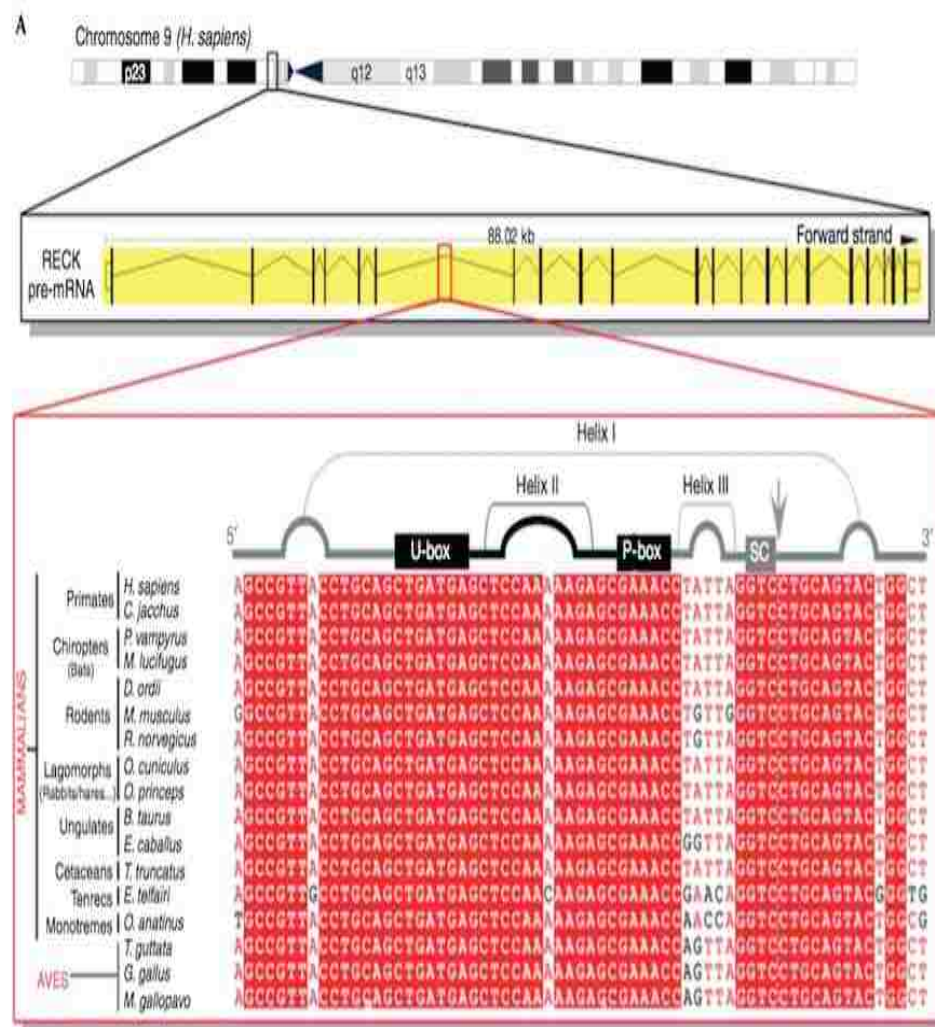 A
Chromosome 9 (H. sapiens)
p23 q12 q13
88.02 kb Forward strand
RECK
pre-mRNA
Helix I
Helix II Helix III
5' U-box P-box SC 3'
MAMMALIANS
Primates
H. sapiens AGCCGTTACCTGCAGCTGATGAGCTCCAAAAAGAGCGAAACCTATTAGGTCCTGCAGTACTGGCT
C. jacchus AGCCGTTACCTGCAGCTGATGAGCTCCAAAAAGAGCGAAACCTATTAGGTCCTGCAGTACTGGCT
Chiropters
(Bats)
P. vampyrus AGCCGTTACCTGCAGCTGATGAGCTCCAAAAAGAGCGAAACCTATTAGGTCCTGCAGTACTGGCT
M. lucifugus AGCCGTTACCTGCAGCTGATGAGCTCCAAAAAGAGCGAAACCTATTAGGTCCTGCAGTACTGGCT
Rodents
D. ordii AGCCGTTACCTGCAGCTGATGAGCTCCAAAAAGAGCGAAACCTATTAGGTCCTGCAGTACTGGCT
M. musculus GGCCGTTACCTGCAGCTGATGAGCTCCAAAAAGAGCGAAACCTGTTGGGTCCTGCAGTACTGGCT
R. norvegicus AGCCGTTACCTGCAGCTGATGAGCTCCAAAAAGAGCGAAACCTGTTAGGTCCTGCAGTACTGGCT
Lagomorphs
(Rabbits/hares...)
O. cuniculus AGCCGTTACCTGCAGCTGATGAGCTCCAAAAAGAGCGAAACCTATTAGGTCCTGCAGTACTGGCT
O. princeps AGCCGTTACCTGCAGCTGATGAGCTCCAAAAAGAGCGAAACCTATTAGGTCCTGCAGTACTGGCT
Ungulates
B. taurus AGCCGTTACCTGCAGCTGATGAGCTCCAAAAAGAGCGAAACCTATTAGGTCCTGCAGTACTGGCT
E. caballus AGCCGTTACCTGCAGCTGATGAGCTCCAAAAAGAGCGAAACCGGTTAGGTCCTGCAGTACTGGCT
Cetaceans T. truncatus AGCCGTTACCTGCAGCTGATGAGCTCCAAAAAGAGCGAAACCTATTAGGTCCTGCAGTACTGGCT
Tenrecs E. telfairi AGCCGTTGCCTGCAGCTGATGAGCTCCAACAAGAGCGAAACCGAACAGGTCCTGCAGTACGGGTG
Monotremes O. anatinus TGCCGTTACCTGCAGCTGATGAGCTCCAAAAAGAGCGAAACCAACCAGGTCCTGCAGTACTGGCG
AVES
T. guttata AGCCGTTACCTGCAGCTGATGAGCTCCAAAAAGAGCGAAACCAGTTAGGTCCTGCAGTACTGGCT
G. gallus AGCCGTTACCTGCAGCTGATGAGCTCCAAAAAGAGCGAAACCAGTTAGGTCCTGCAGTACTGGCT
M. gallopavo AGCCGTTACCTGCAGCTGATGAGCTCCAAAAAGAGCGAAACCAGTTAGGTCCTGCAGTACTGGCT